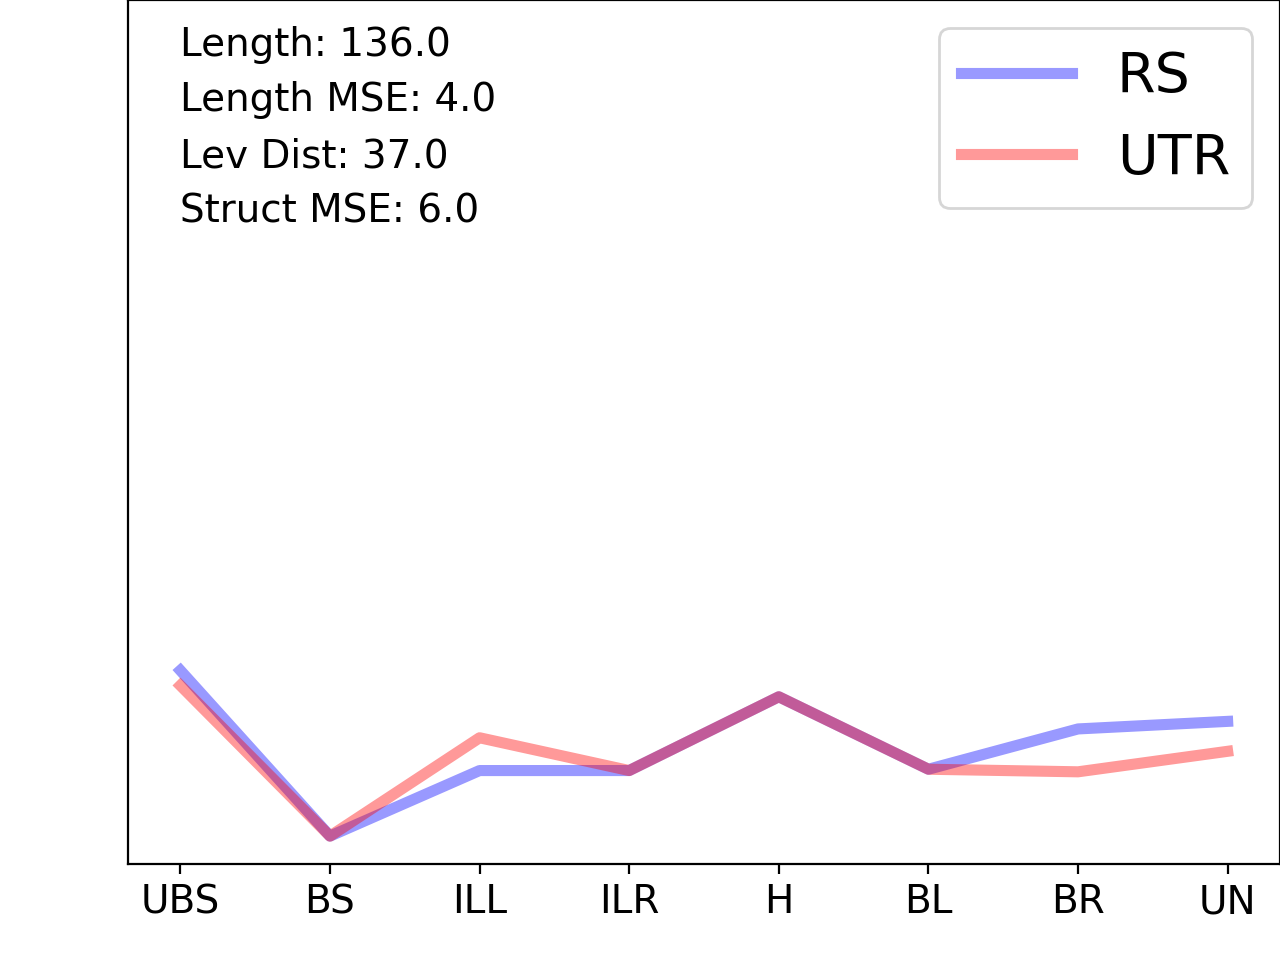 Length: 136.0
Length MSE: 4.0
Lev Dist: 37.0
Struct MSE: 6.0
RS
UTR
UBS BS ILL ILR H BL BR UN